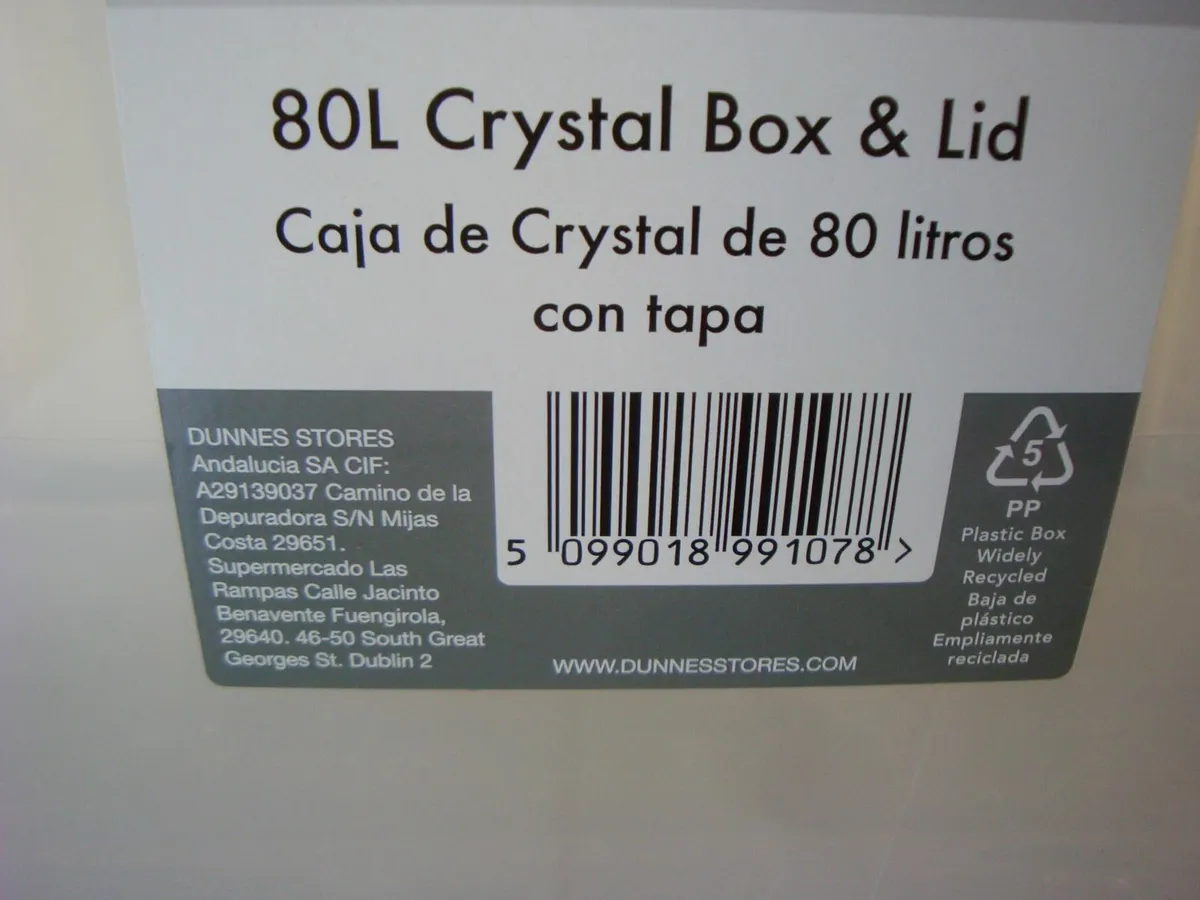 80L Crystal Box & Lid
Caja de Crystal de 80 litros
con tapa
DUNNES STORES
Andalucia SA CIF:
A29139037 Camino de la
Depuradora S/N Mijas
Costa 29651.
Supermercado Las
Rampas Calle Jacinto
Benavente Fuengirola,
29640. 46-50 South Great
Georges St. Dublin 2
5 099018 991078 >
WWW.DUNNESSTORES.COM
5
PP
Plastic Box
Widely
Recycled
Baja de
plástico
Empliamente
reciclada